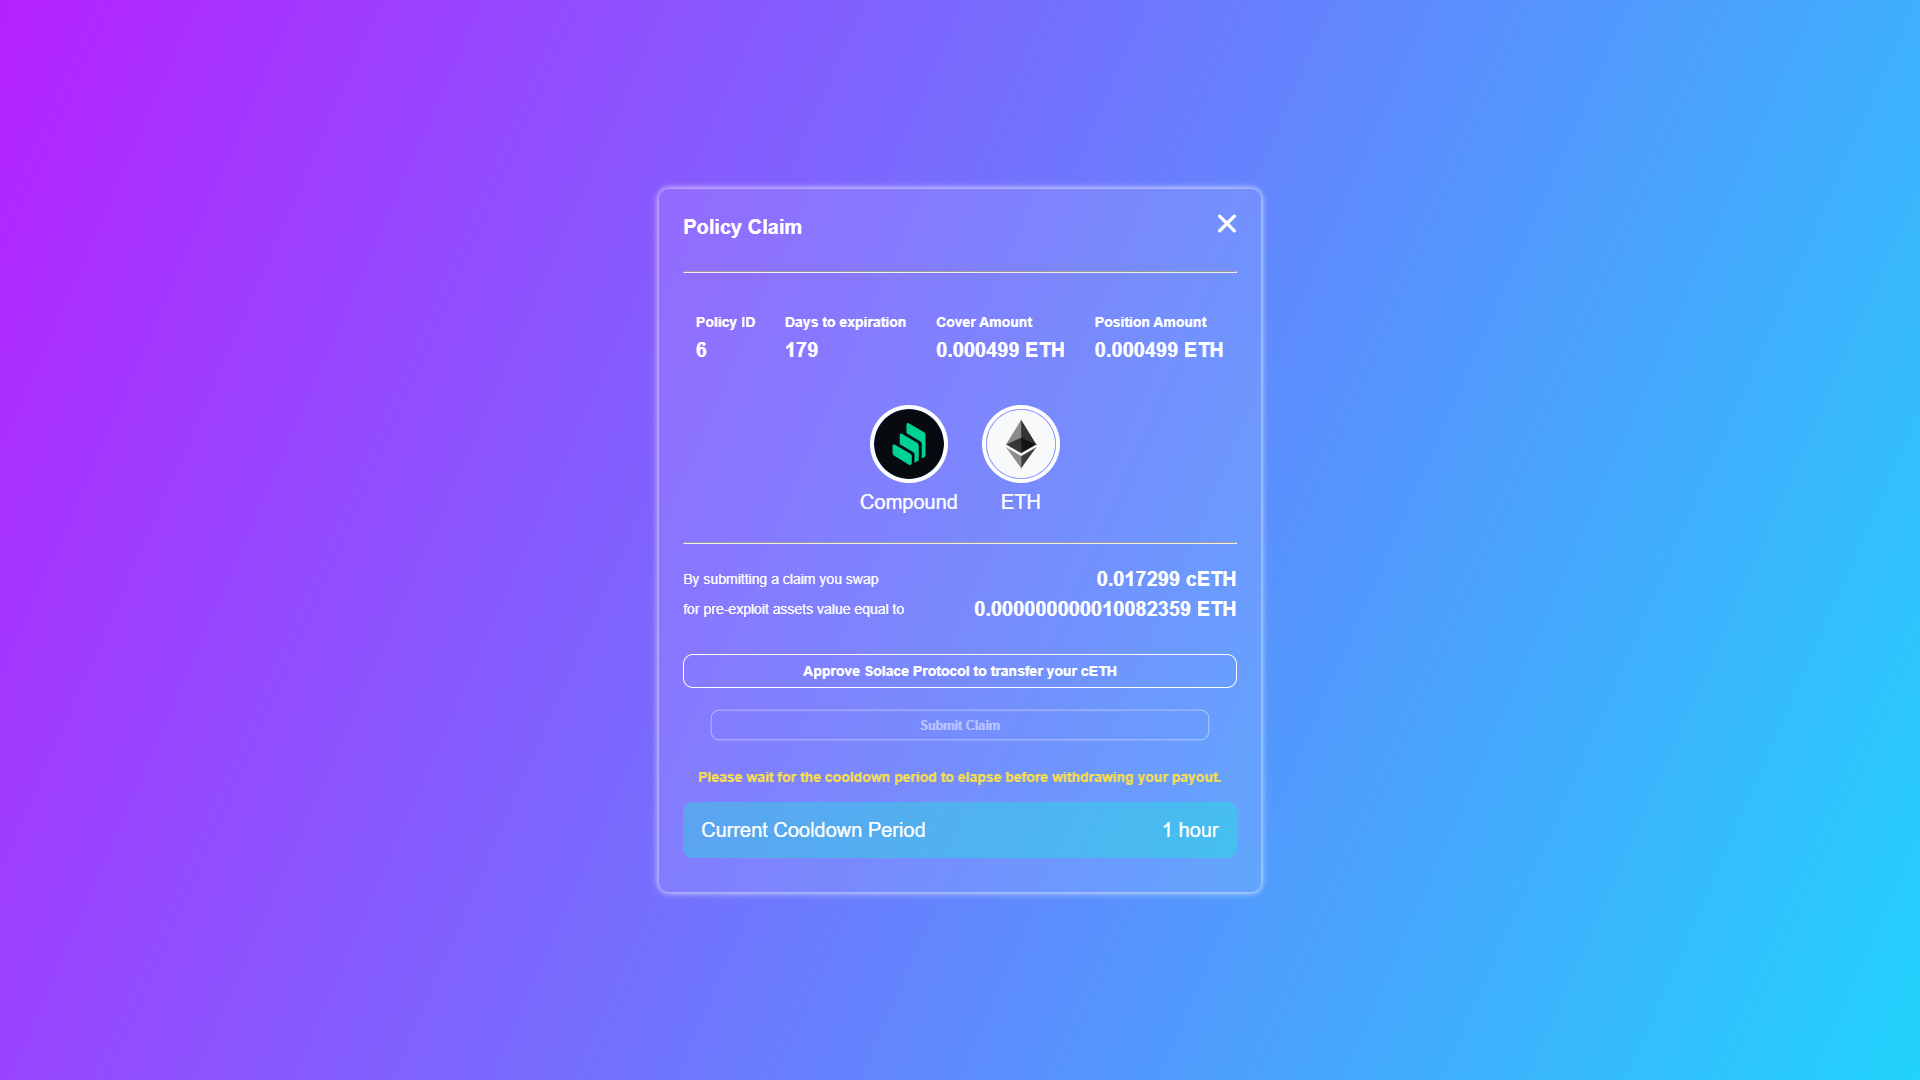 Policy Claim
Policy ID Days to expiration Cover Amount Position Amount
6 179 0.000499 ETH 0.000499 ETH
Compound ETH
By submitting a claim you swap 0.017299 cETH
for pre-exploit assets value equal to 0.000000000010082359 ETH
Approve Solace Protocol to transfer your cETH
Submit Claim
Please wait for the cooldown period to elapse before withdrawing your payout.
Current Cooldown Period 1 hour